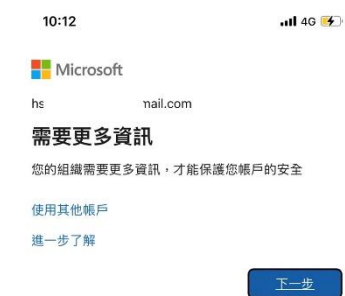 10:12
4G
Microsoft
hs mail.com
需要更多資訊
您的組織需要更多資訊，才能保護您帳戶的安全
使用其他帳戶
進一步了解
下一步